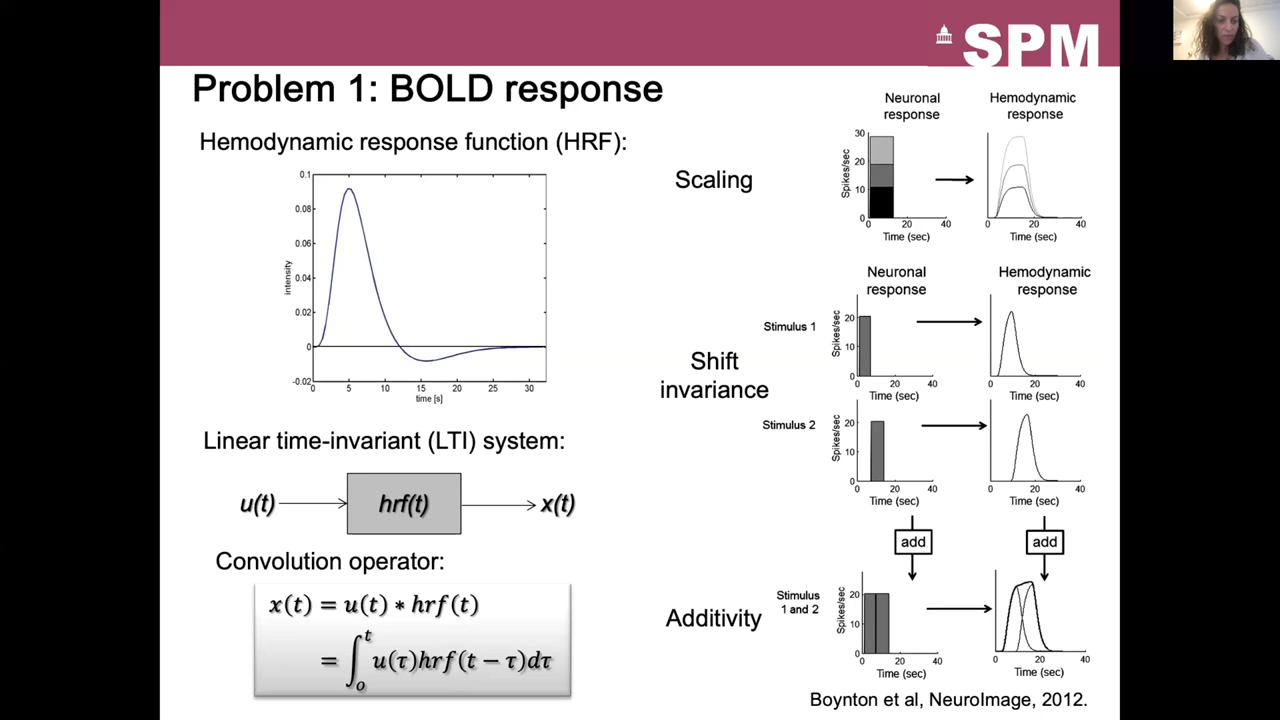 SPM
Problem 1: BOLD response
Hemodynamic response function (HRF):
0.1
0.08
0.06
0.04
0.02
0
-0.02
intensity
0 5 10 15 20 25 30
time [s]
Linear time-invariant (LTI) system:
u(t) hrf(t) x(t)
Convolution operator:
x(t) = u(t) ∗ hrf(t)
= ∫₀ᵗ u(τ)hrf(t − τ)dτ
Scaling
Neuronal
response
Hemodynamic
response
30
20
10
0
Spikes/sec
0 20 40
Time (sec)
0 20 40
Time (sec)
Shift
invariance
Neuronal
response
Hemodynamic
response
Stimulus 1
20
10
0
Spikes/sec
0 20 40
Time (sec)
0 20 40
Time (sec)
Stimulus 2
20
10
0
Spikes/sec
0 20 40
Time (sec)
0 20 40
Time (sec)
add
add
Additivity
Stimulus
1 and 2
20
10
0
Spikes/sec
0 20 40
Time (sec)
0 20 40
Time (sec)
Boynton et al, NeuroImage, 2012.